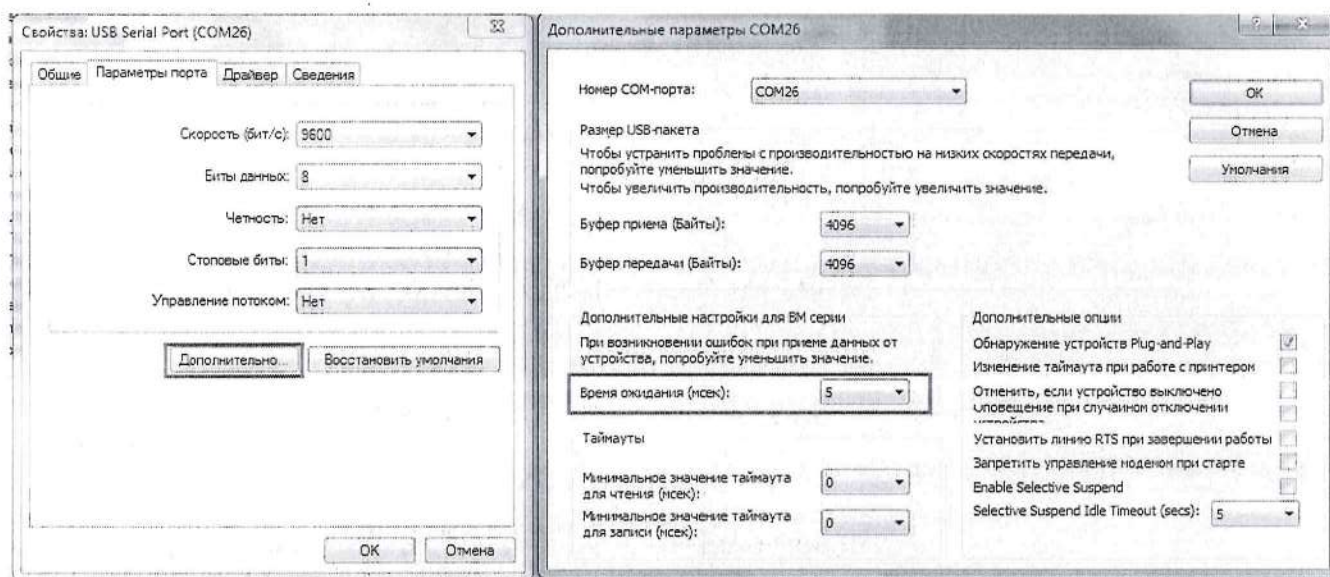 Свойства: USB Serial Port (COM26)
Общие
Параметры порта
Драйвер
Сведения
Скорость (бит/с): 9600
Биты данных: 8
Четность: Нет
Стоповые биты: 1
Управление потоком: Нет
Дополнительно...
Восстановить умолчания
OK
Отмена
Дополнительные параметры COM26
Номер COM-порта: COM26
OK
Отмена
Умолчания
Размер USB-пакета
Чтобы устранить проблемы с производительностью на низких скоростях передачи,
попробуйте уменьшить значение.
Чтобы увеличить производительность, попробуйте увеличить значение.
Буфер приема (Байты): 4096
Буфер передачи (Байты): 4096
Дополнительные настройки для BM серии
При возникновении ошибок при приеме данных от
устройства, попробуйте уменьшить значение.
Время ожидания (мсек): 5
Таймауты
Минимальное значение таймаута
для чтения (мсек): 0
Минимальное значение таймаута
для записи (мсек): 0
Дополнительные опции
Обнаружение устройств Plug-and-Play
Изменение таймаута при работе с принтером
Отменить, если устройство выключено
Оповещение при случайном отключении
Установить линию RTS при завершении работы
Запретить управление модемом при старте
Enable Selective Suspend
Selective Suspend Idle Timeout (secs): 5